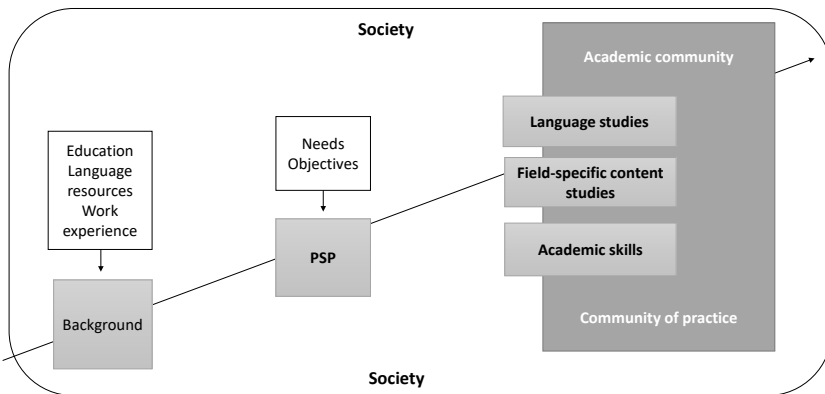 Society
Academic community
Language studies
Needs
Objectives
Education
Language
resources
Work
experience
Field-specific content
studies
PSP
Academic skills
Background
Community of practice
Society